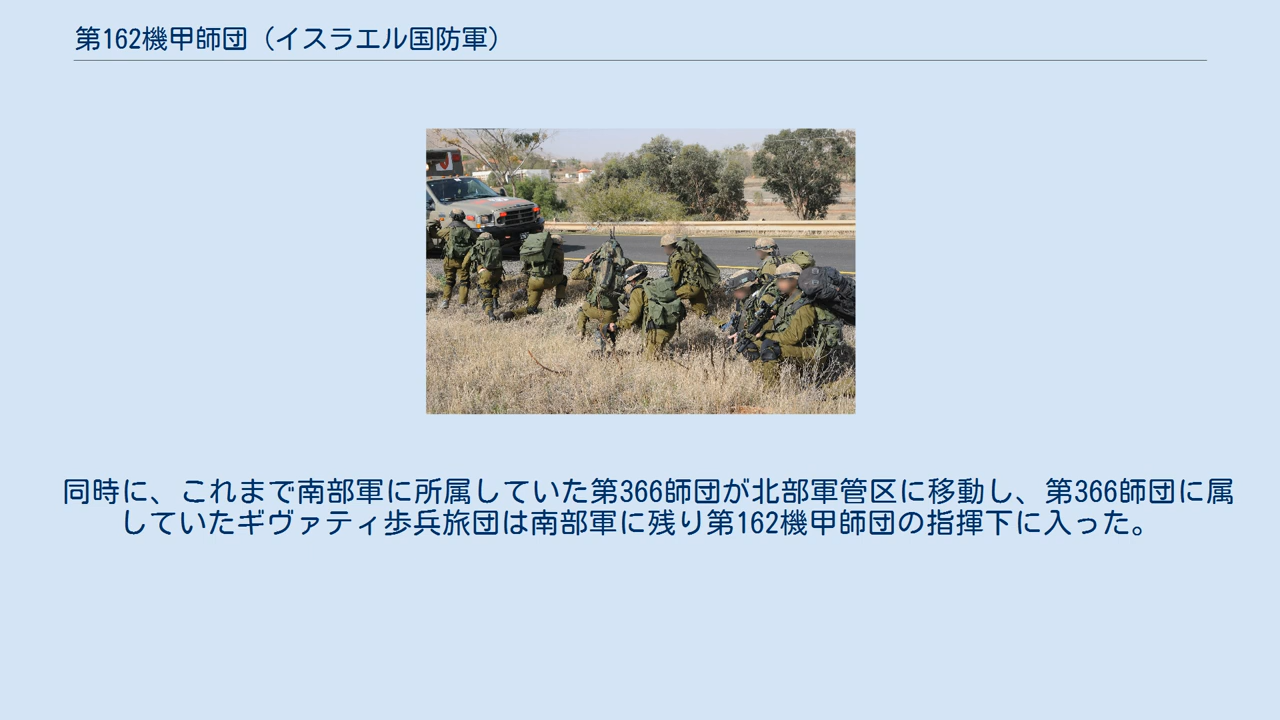 第162機甲師団（イスラエル国防軍）
同時に、これまで南部軍に所属していた第366師団が北部軍管区に移動し、第366師団に属
していたギヴァティ歩兵旅団は南部軍に残り第162機甲師団の指揮下に入った。